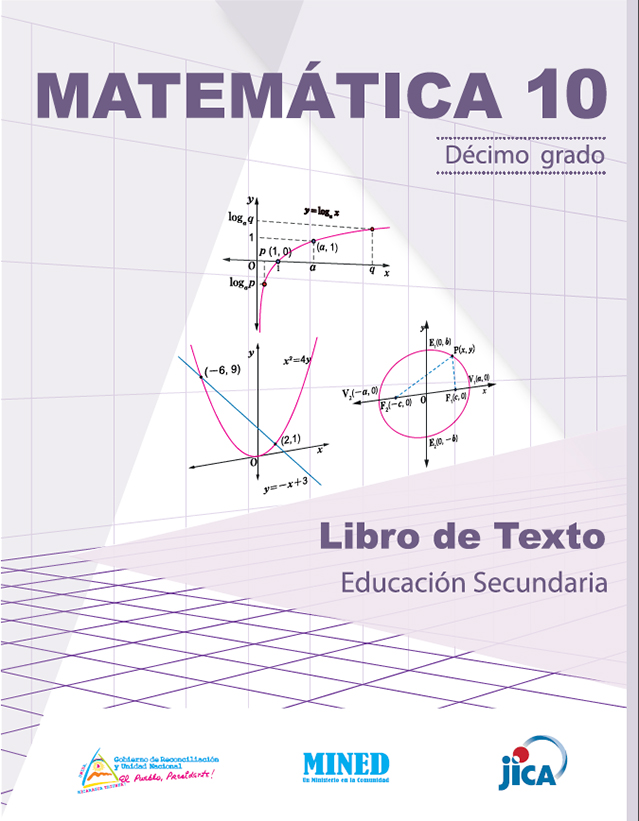 MATEMÁTICA 10
Décimo grado
y
y=logₐ x
logₐ q
1
p (1, 0)
(a, 1)
O
1
a
q
x
logₐ p
y
(−6, 9)
x²=4y
(2,1)
O
x
y=−x+3
y
E₁(0, b)
P(x, y)
V₂(−a, 0)
V₁(a, 0)
F₂(−c, 0)
O
F₁(c, 0)
x
E₂(0, −b)
Libro de Texto
Educación Secundaria
Gobierno de Reconciliación
y Unidad Nacional
El Pueblo, Presidente!
MINED
Un Ministerio en la Comunidad
jICA